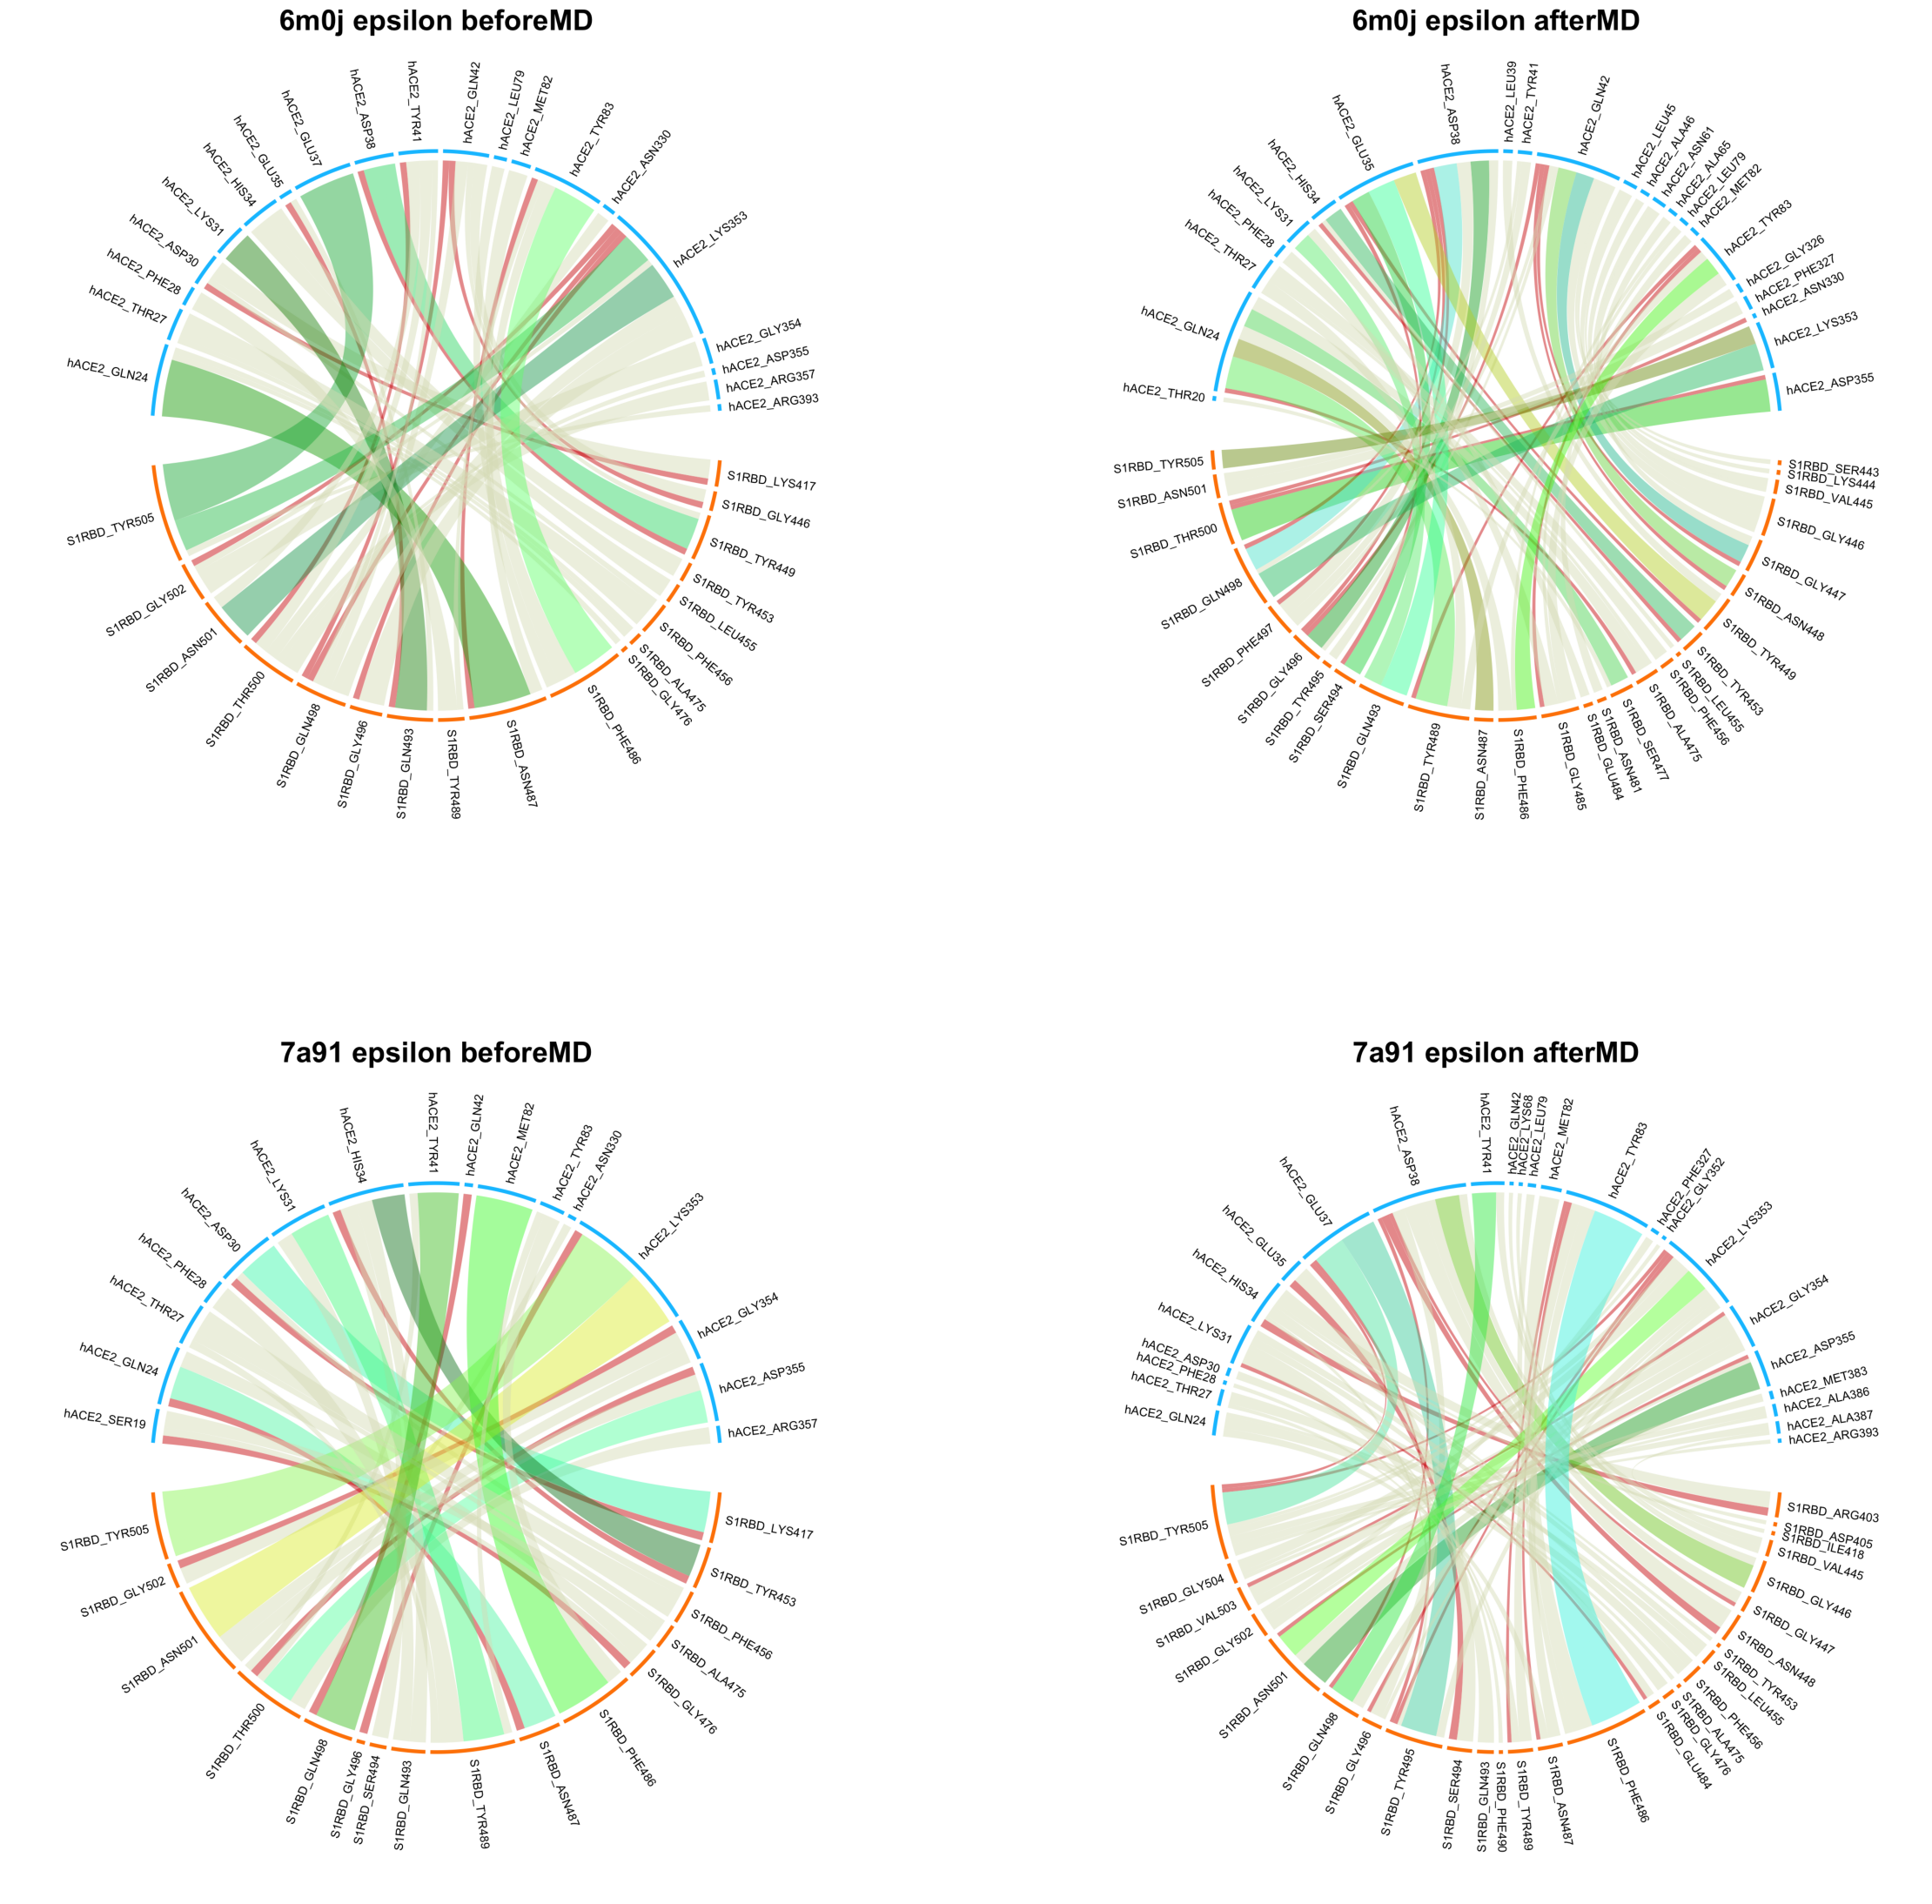 6m0j epsilon beforeMD
hACE2_GLN24
hACE2_THR27
hACE2_PHE28
hACE2_ASP30
hACE2_LYS31
hACE2_HIS34
hACE2_GLU35
hACE2_GLU37
hACE2_ASP38
hACE2_TYR41
hACE2_GLN42
hACE2_LEU79
hACE2_MET82
hACE2_TYR83
hACE2_ASN330
hACE2_LYS353
hACE2_GLY354
hACE2_ASP355
hACE2_ARG357
hACE2_ARG393
S1RBD_LYS417
S1RBD_GLY446
S1RBD_TYR449
S1RBD_TYR453
S1RBD_LEU455
S1RBD_PHE456
S1RBD_ALA475
S1RBD_GLY476
S1RBD_PHE486
S1RBD_ASN487
S1RBD_TYR489
S1RBD_GLN493
S1RBD_GLY496
S1RBD_GLN498
S1RBD_THR500
S1RBD_ASN501
S1RBD_GLY502
S1RBD_TYR505
6m0j epsilon afterMD
hACE2_THR20
hACE2_GLN24
hACE2_THR27
hACE2_PHE28
hACE2_LYS31
hACE2_HIS34
hACE2_GLU35
hACE2_ASP38
hACE2_LEU39
hACE2_TYR41
hACE2_GLN42
hACE2_LEU45
hACE2_ALA46
hACE2_ASN61
hACE2_ALA65
hACE2_LEU79
hACE2_MET82
hACE2_TYR83
hACE2_GLY326
hACE2_PHE327
hACE2_ASN330
hACE2_LYS353
hACE2_ASP355
S1RBD_SER443
S1RBD_LYS444
S1RBD_VAL445
S1RBD_GLY446
S1RBD_GLY447
S1RBD_ASN448
S1RBD_TYR449
S1RBD_TYR453
S1RBD_LEU455
S1RBD_PHE456
S1RBD_ALA475
S1RBD_SER477
S1RBD_ASN481
S1RBD_GLU484
S1RBD_GLY485
S1RBD_PHE486
S1RBD_ASN487
S1RBD_TYR489
S1RBD_GLN493
S1RBD_SER494
S1RBD_TYR495
S1RBD_GLY496
S1RBD_PHE497
S1RBD_GLN498
S1RBD_THR500
S1RBD_ASN501
S1RBD_TYR505
7a91 epsilon beforeMD
hACE2_SER19
hACE2_GLN24
hACE2_THR27
hACE2_PHE28
hACE2_ASP30
hACE2_LYS31
hACE2_HIS34
hACE2_TYR41
hACE2_GLN42
hACE2_MET82
hACE2_TYR83
hACE2_ASN330
hACE2_LYS353
hACE2_GLY354
hACE2_ASP355
hACE2_ARG357
S1RBD_LYS417
S1RBD_TYR453
S1RBD_PHE456
S1RBD_ALA475
S1RBD_GLY476
S1RBD_PHE486
S1RBD_ASN487
S1RBD_TYR489
S1RBD_GLN493
S1RBD_SER494
S1RBD_GLY496
S1RBD_GLN498
S1RBD_THR500
S1RBD_ASN501
S1RBD_GLY502
S1RBD_TYR505
7a91 epsilon afterMD
hACE2_GLN24
hACE2_THR27
hACE2_PHE28
hACE2_ASP30
hACE2_LYS31
hACE2_HIS34
hACE2_GLU35
hACE2_GLU37
hACE2_ASP38
hACE2_TYR41
hACE2_GLN42
hACE2_LYS68
hACE2_LEU79
hACE2_MET82
hACE2_TYR83
hACE2_PHE327
hACE2_GLY352
hACE2_LYS353
hACE2_GLY354
hACE2_ASP355
hACE2_MET383
hACE2_ALA386
hACE2_ALA387
hACE2_ARG393
S1RBD_ARG403
S1RBD_ASP405
S1RBD_ILE418
S1RBD_VAL445
S1RBD_GLY446
S1RBD_GLY447
S1RBD_ASN448
S1RBD_TYR453
S1RBD_LEU455
S1RBD_PHE456
S1RBD_ALA475
S1RBD_GLY476
S1RBD_GLU484
S1RBD_PHE486
S1RBD_ASN487
S1RBD_TYR489
S1RBD_PHE490
S1RBD_GLN493
S1RBD_SER494
S1RBD_TYR495
S1RBD_GLY496
S1RBD_GLN498
S1RBD_ASN501
S1RBD_GLY502
S1RBD_VAL503
S1RBD_GLY504
S1RBD_TYR505